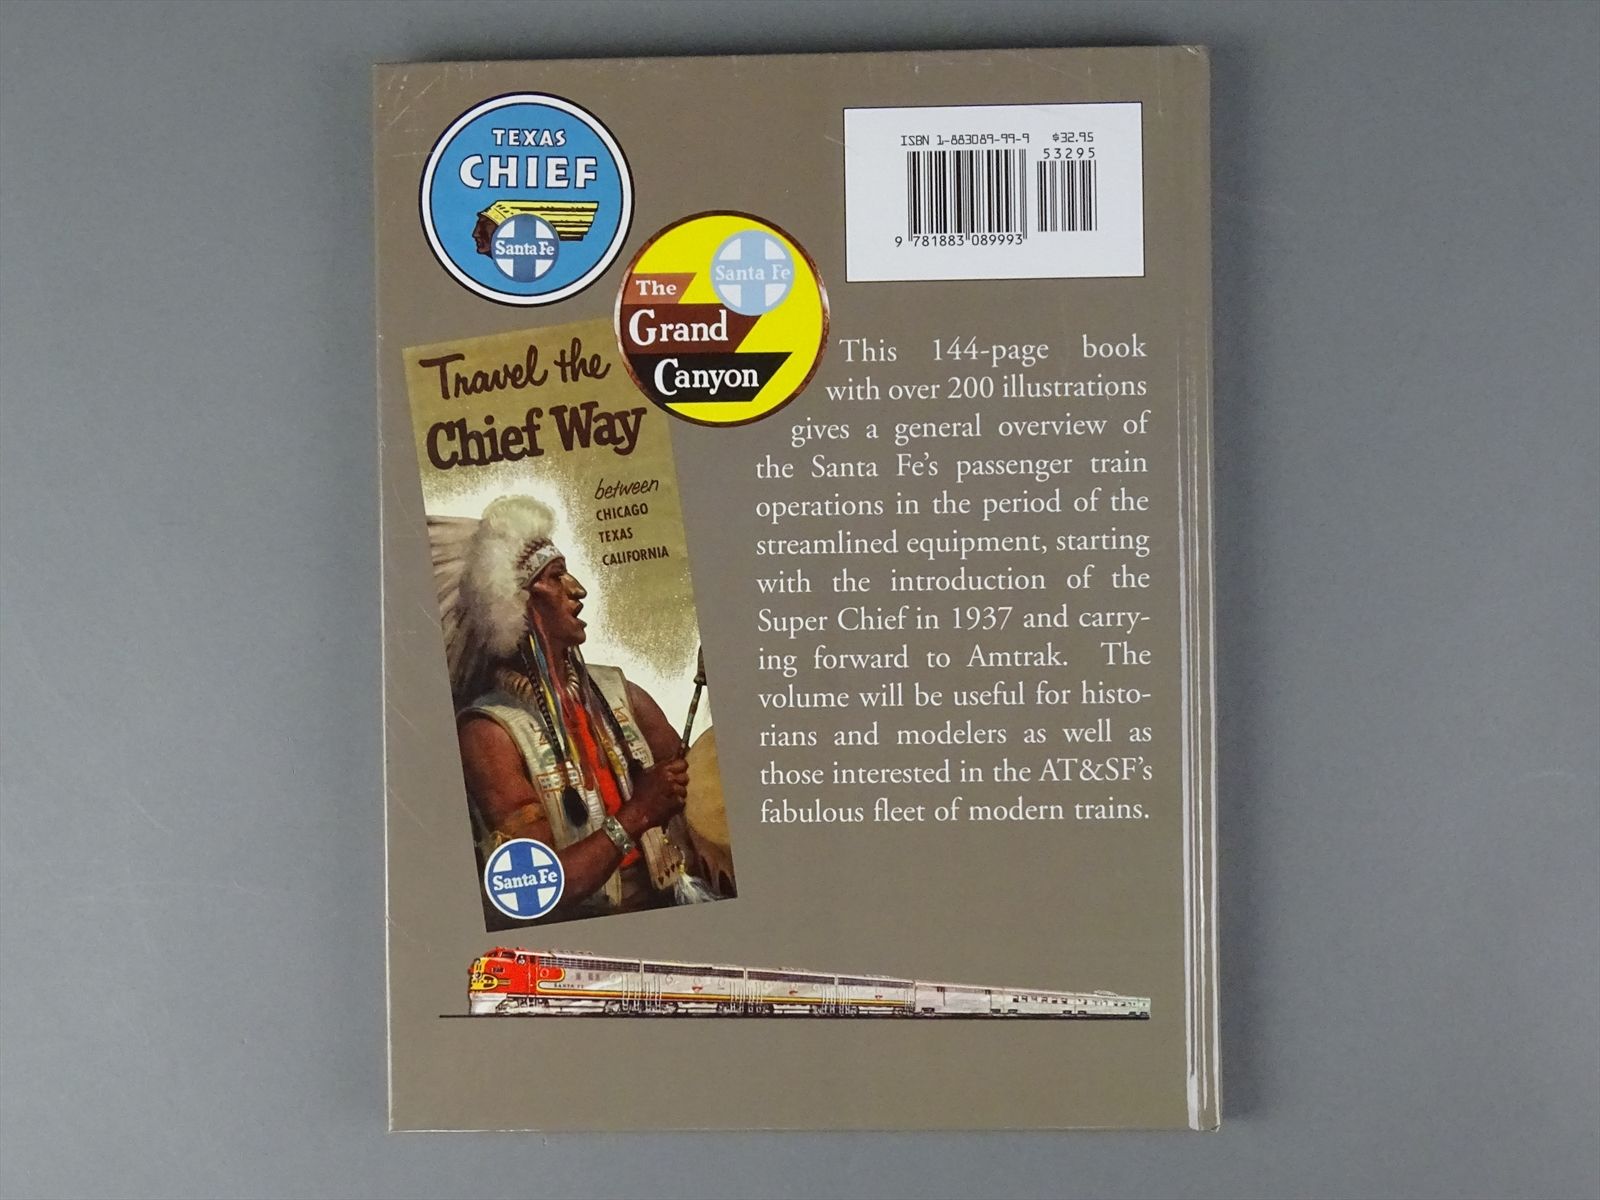 TEXAS
CHIEF
Santa Fe
ISBN 1-883089-99-9 $32.95
53295
9 781883 089993
Santa Fe
The
Grand
Canyon
Travel the
Chief Way
between
CHICAGO
TEXAS
CALIFORNIA
Santa Fe
This 144-page book
with over 200 illustrations
gives a general overview of
the Santa Fe's passenger train
operations in the period of the
streamlined equipment, starting
with the introduction of the
Super Chief in 1937 and carry-
ing forward to Amtrak. The
volume will be useful for histo-
rians and modelers as well as
those interested in the AT&SF's
fabulous fleet of modern trains.
SANTA FE